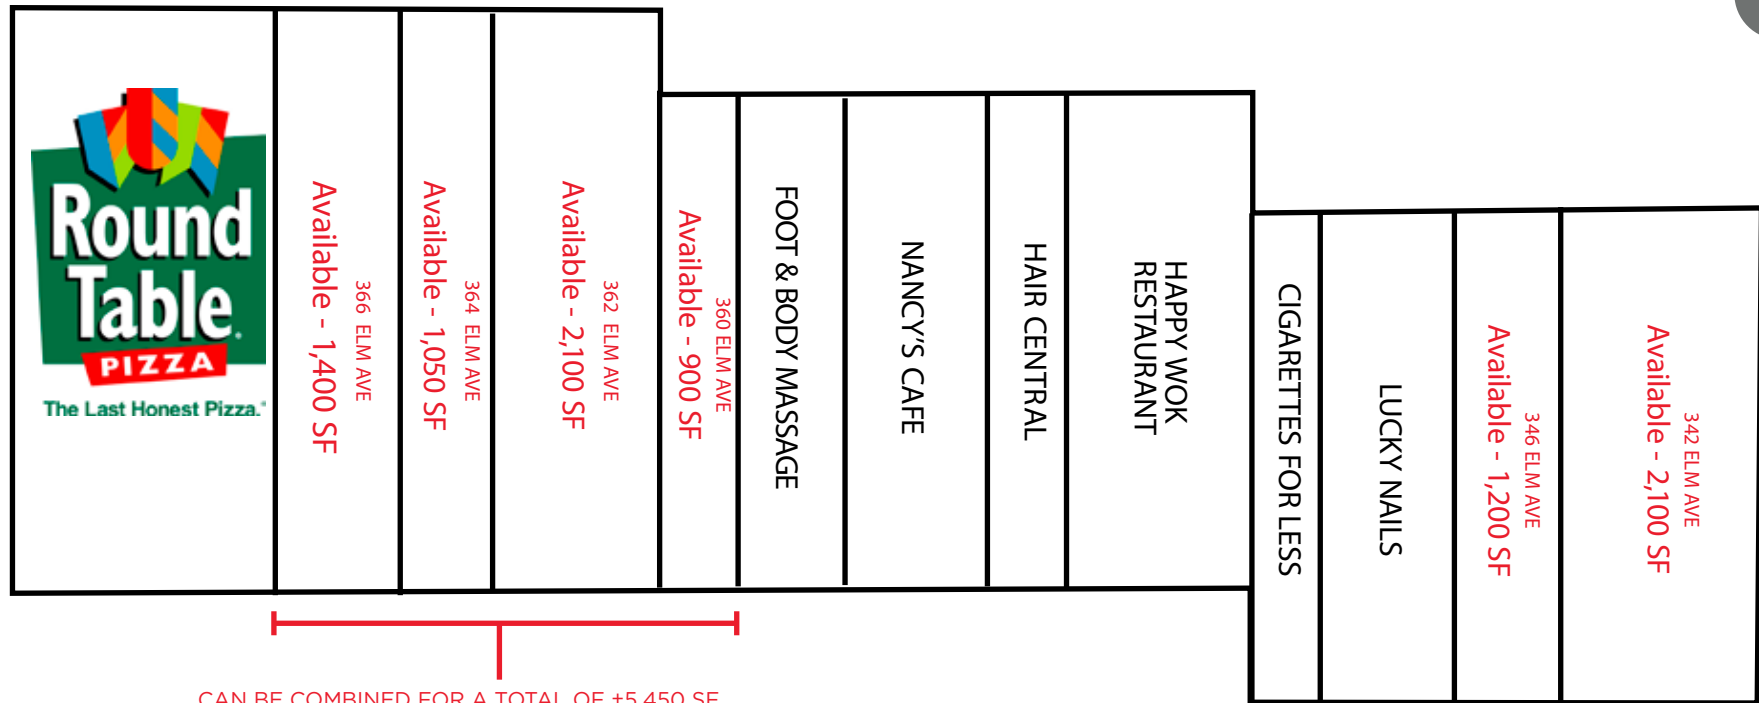 Round
Table
PIZZA
The Last Honest Pizza.
366 ELM AVE
Available - 1,400 SF
364 ELM AVE
Available - 1,050 SF
362 ELM AVE
Available - 2,100 SF
360 ELM AVE
Available - 900 SF
FOOT & BODY MASSAGE
NANCY'S CAFE
HAIR CENTRAL
HAPPY WOK
RESTAURANT
CIGARETTES FOR LESS
LUCKY NAILS
346 ELM AVE
Available - 1,200 SF
342 ELM AVE
Available - 2,100 SF
CAN BE COMBINED FOR A TOTAL OF ±5,450 SF